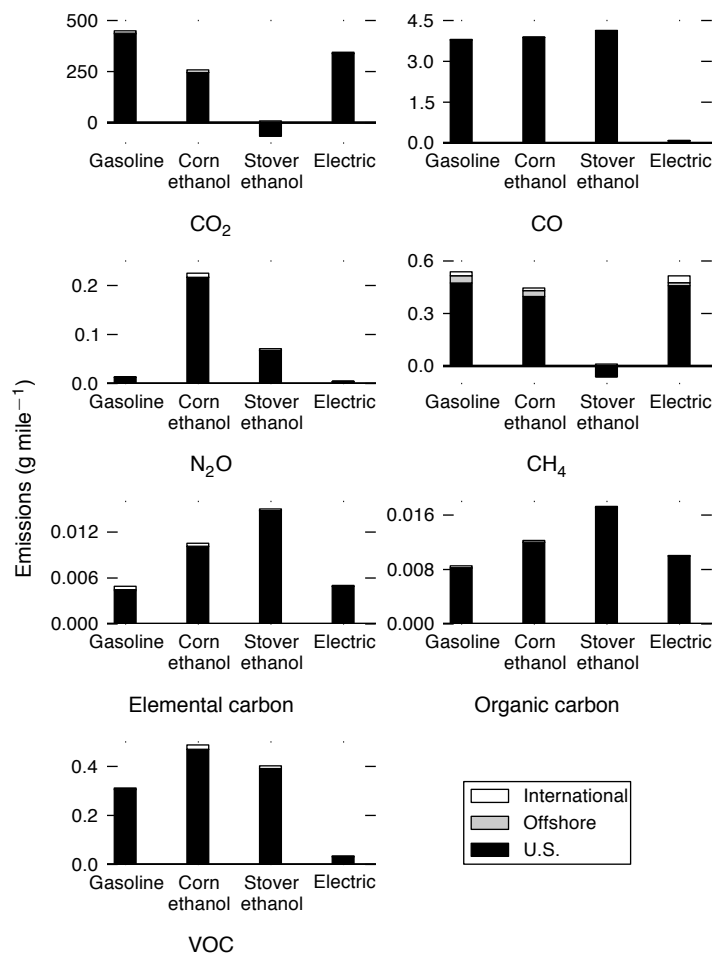 500
250
0
Gasoline Corn ethanol Stover ethanol Electric
CO₂
4.5
3.0
1.5
0.0
Gasoline Corn ethanol Stover ethanol Electric
CO
0.2
0.1
0.0
Gasoline Corn ethanol Stover ethanol Electric
N₂O
0.6
0.3
0.0
Gasoline Corn ethanol Stover ethanol Electric
CH₄
Emissions (g mile⁻¹)
0.012
0.006
0.000
Gasoline Corn ethanol Stover ethanol Electric
Elemental carbon
0.016
0.008
0.000
Gasoline Corn ethanol Stover ethanol Electric
Organic carbon
0.4
0.2
0.0
Gasoline Corn ethanol Stover ethanol Electric
VOC
International
Offshore
U.S.